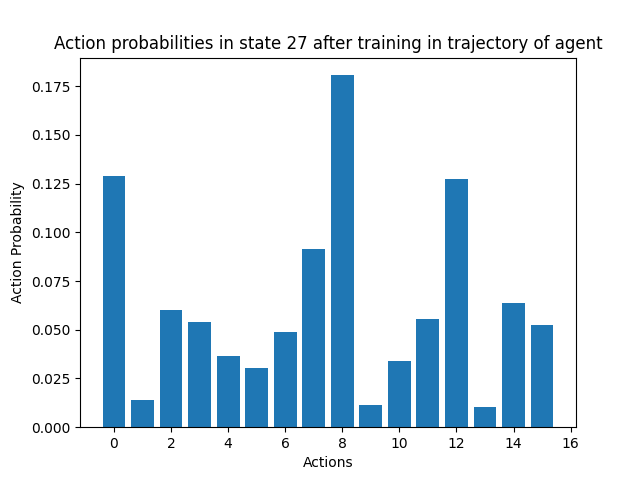 Action probabilities in state 27 after training in trajectory of agent
Action Probability
0.175
0.150
0.125
0.100
0.075
0.050
0.025
0.000
0 2 4 6 8 10 12 14 16
Actions